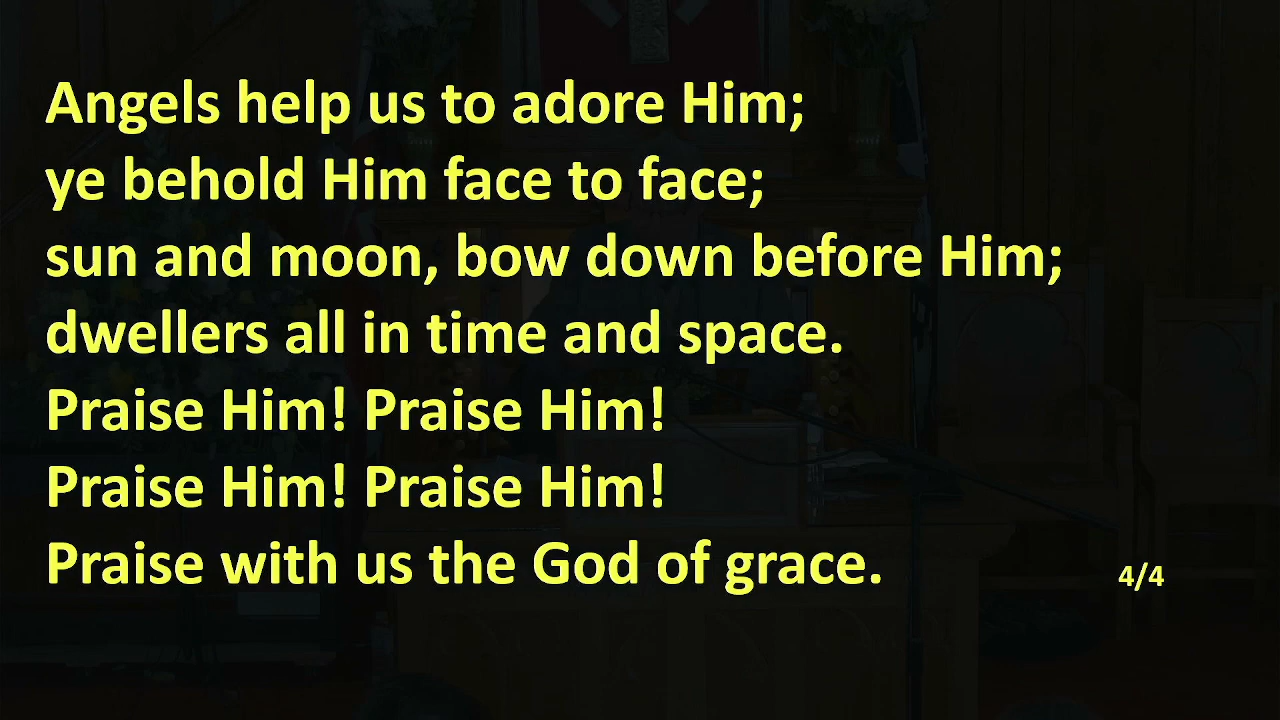 Angels help us to adore Him;
ye behold Him face to face;
sun and moon, bow down before Him;
dwellers all in time and space.
Praise Him! Praise Him!
Praise Him! Praise Him!
Praise with us the God of grace.
4/4